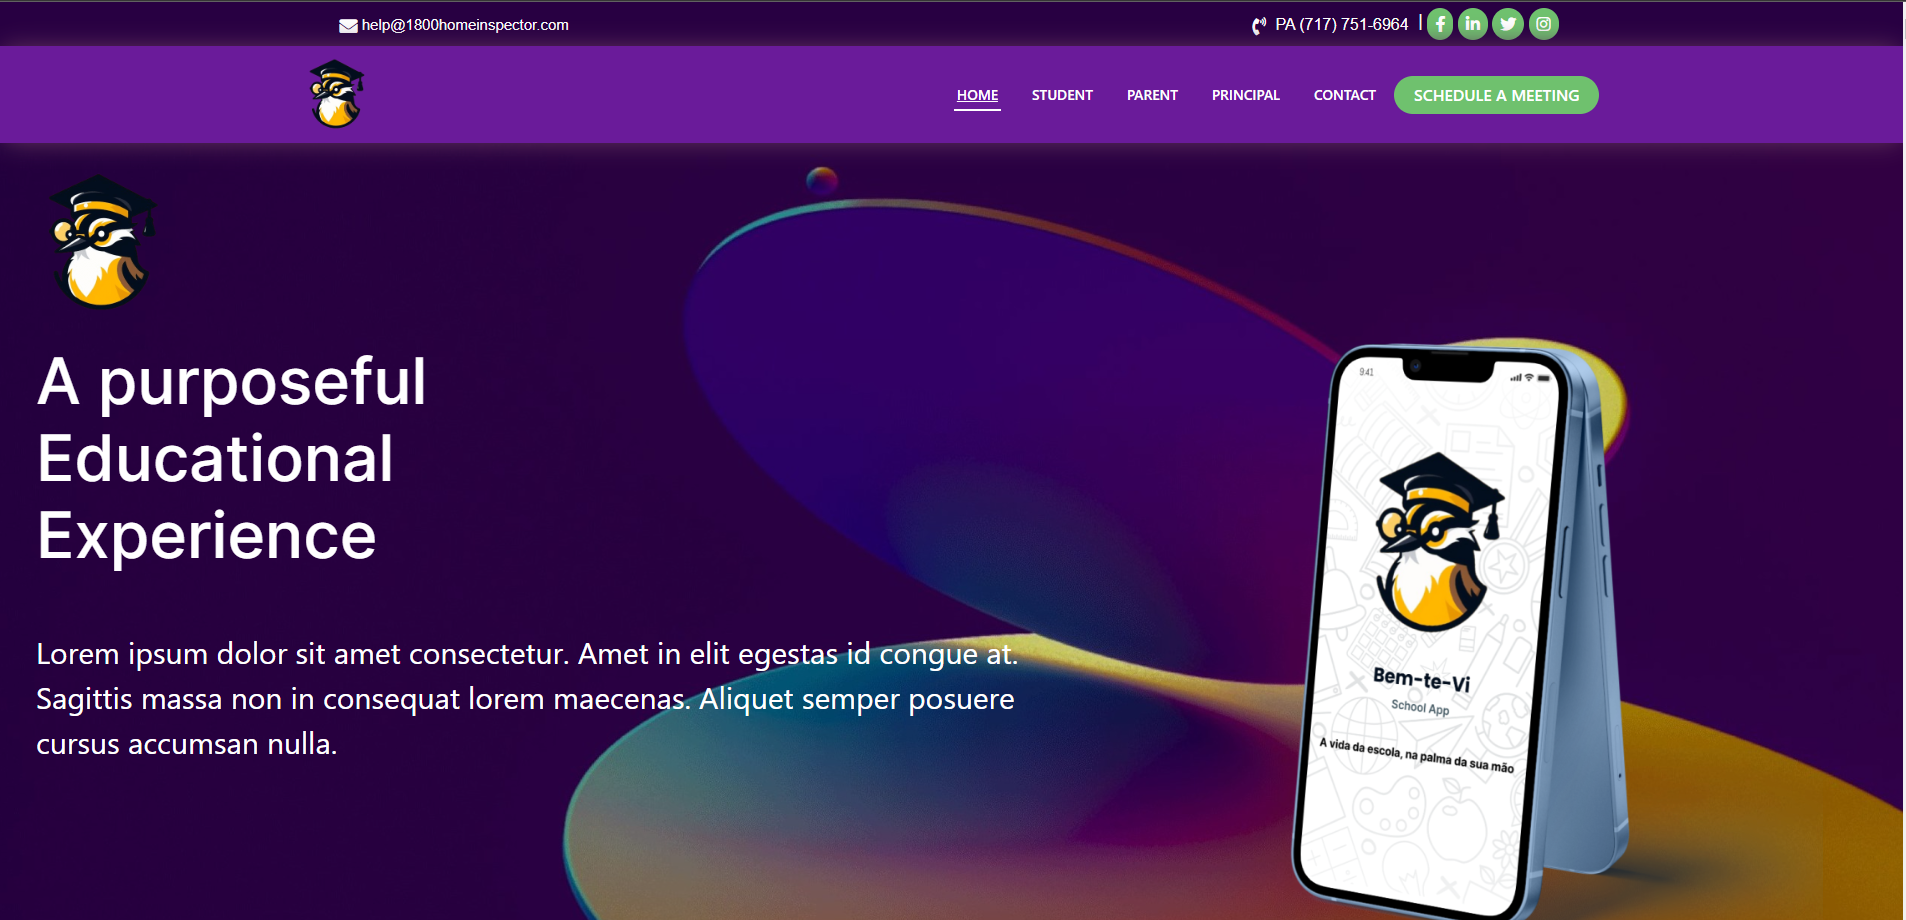 help@1800homeinspector.com
PA (717) 751-6964 |
HOME
STUDENT
PARENT
PRINCIPAL
CONTACT
SCHEDULE A MEETING
A purposeful
Educational
Experience
Lorem ipsum dolor sit amet consectetur. Amet in elit egestas id congue at.
Sagittis massa non in consequat lorem maecenas. Aliquet semper posuere
cursus accumsan nulla.
9:41
Bem-te-Vi
School App
A vida da escola, na palma da sua mão